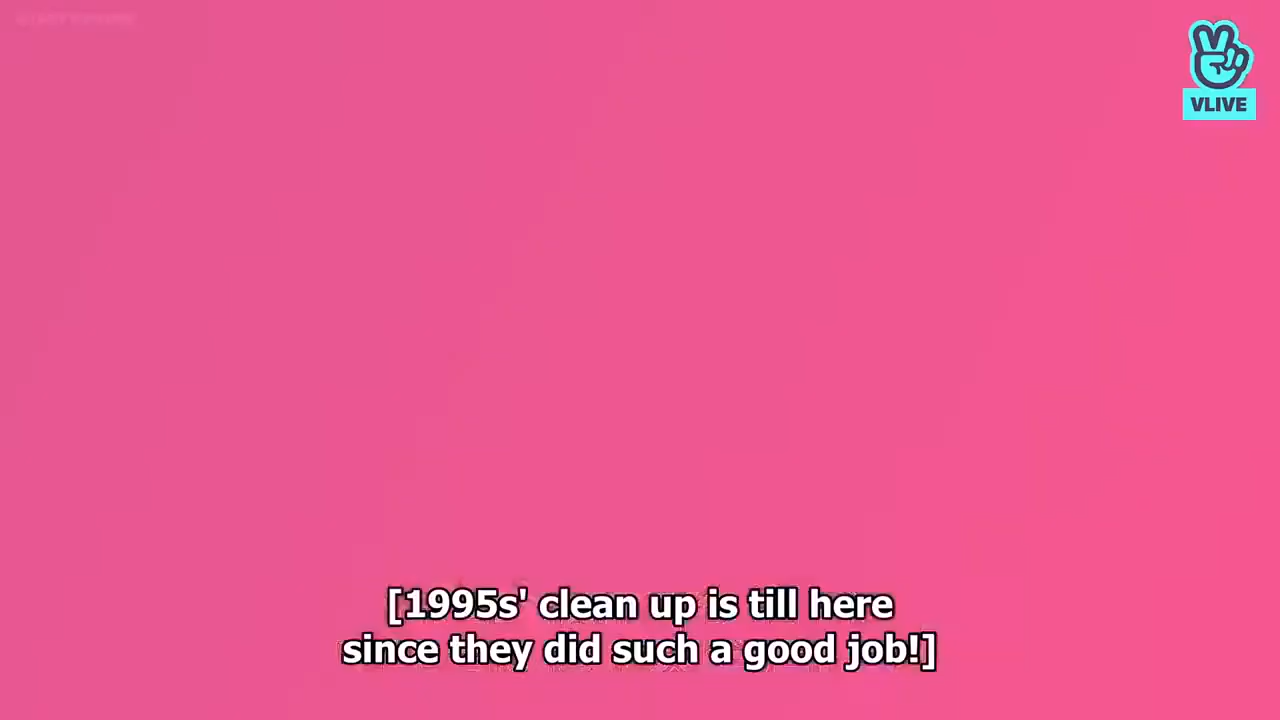 VLIVE
[1995s' clean up is till here
since they did such a good job!]